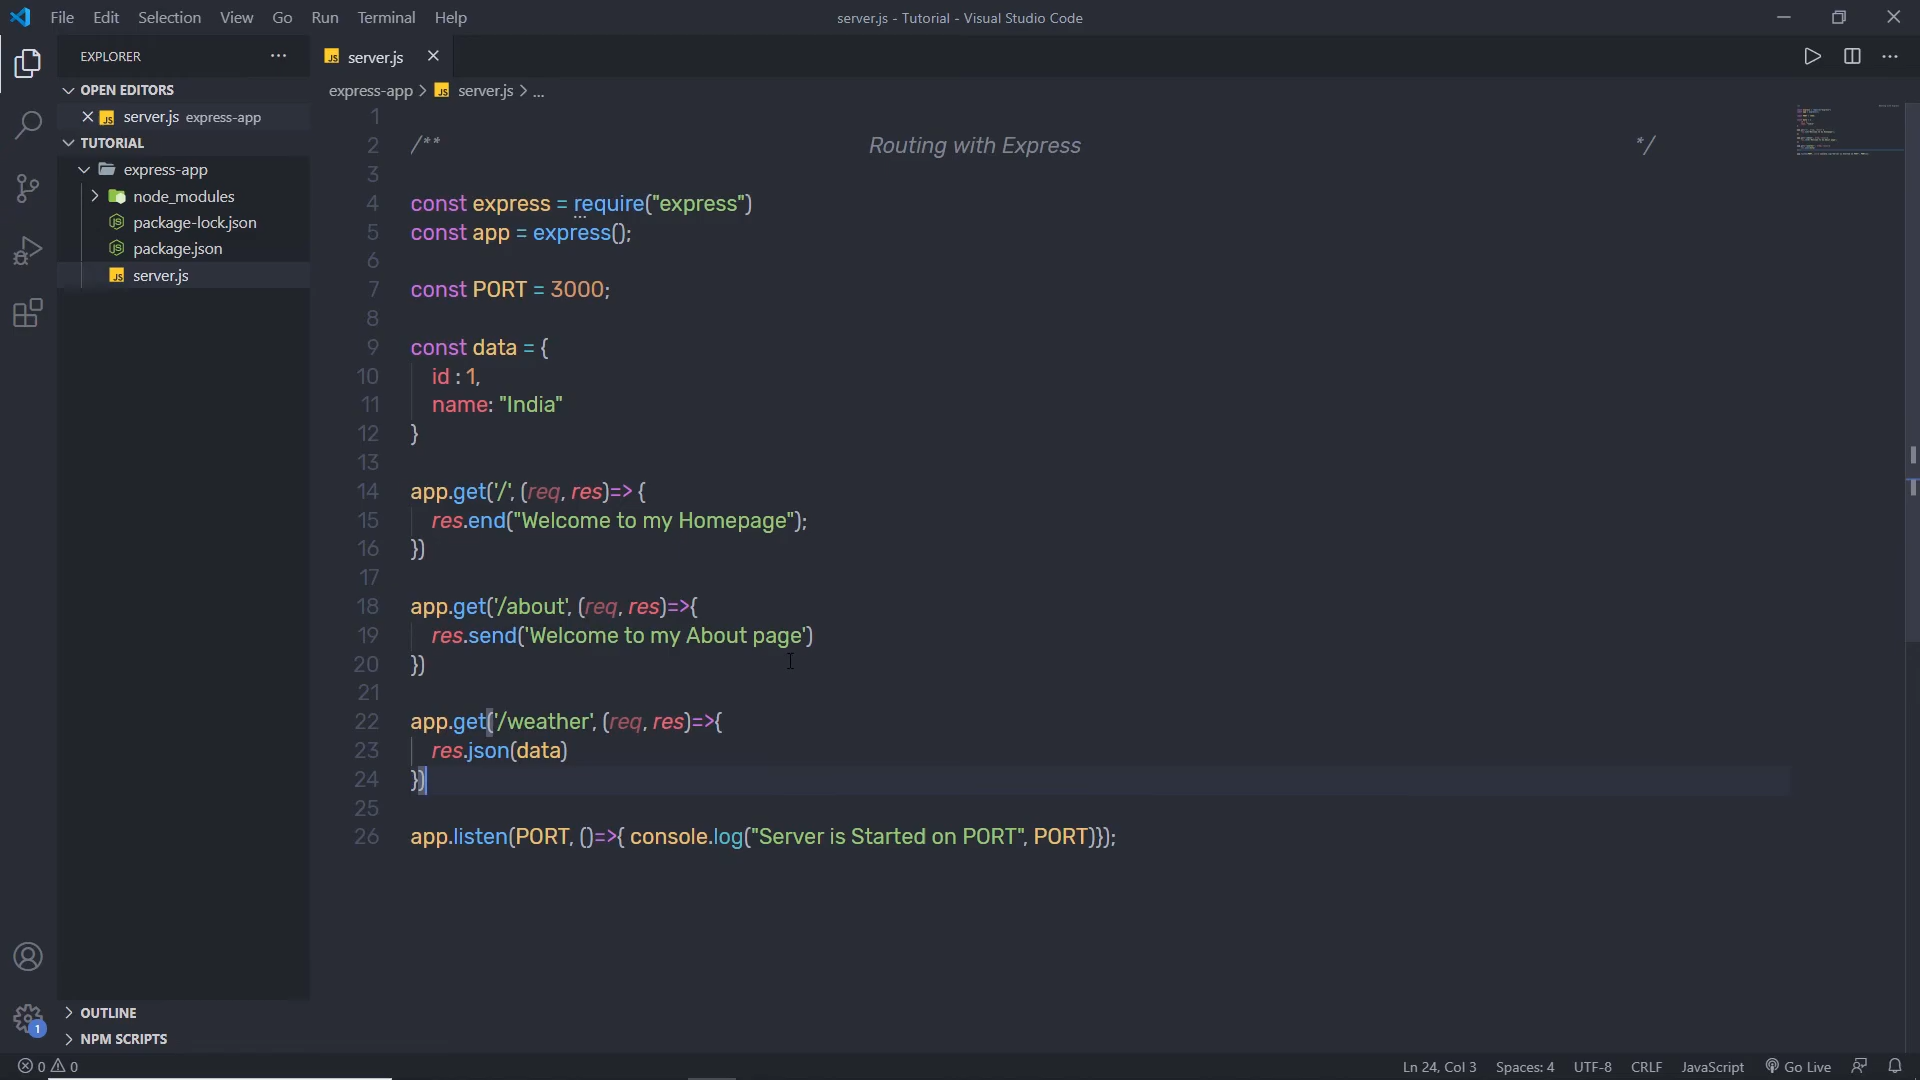 File Edit Selection View Go Run Terminal Help
server.js - Tutorial - Visual Studio Code
EXPLORER
OPEN EDITORS
server.js express-app
TUTORIAL
express-app
node_modules
package-lock.json
package.json
server.js
OUTLINE
NPM SCRIPTS
server.js
express-app > server.js > ...
1
2 /** Routing with Express */
3
4 const express = require("express")
5 const app = express();
6
7 const PORT = 3000;
8
9 const data = {
10 id : 1,
11 name: "India"
12 }
13
14 app.get('/', (req, res)=> {
15 res.end("Welcome to my Homepage");
16 })
17
18 app.get('/about', (req, res)=>{
19 res.send('Welcome to my About page')
20 })
21
22 app.get('/weather', (req, res)=>{
23 res.json(data)
24 })
25
26 app.listen(PORT, ()=>{ console.log("Server is Started on PORT", PORT)});
1
0 0
Ln 24, Col 3 Spaces: 4 UTF-8 CRLF JavaScript Go Live